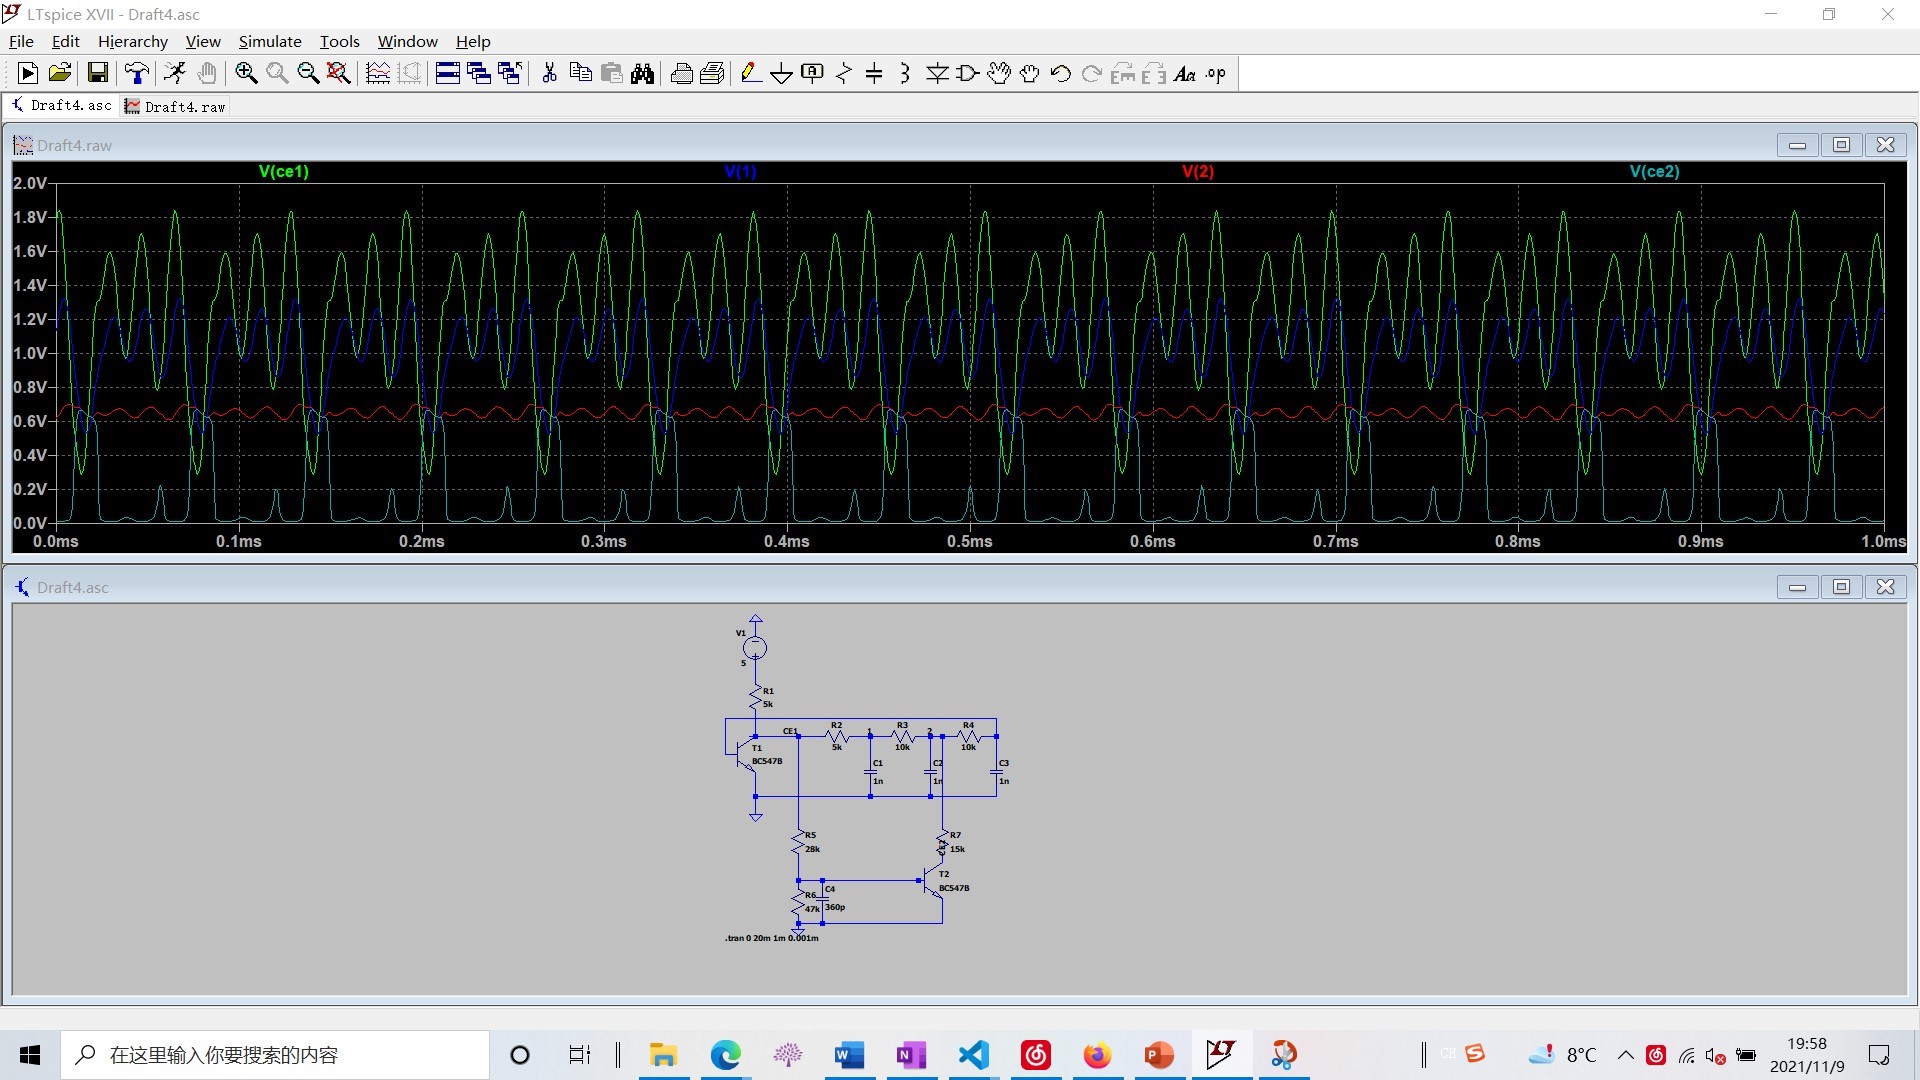 LTspice XVII - Draft4.asc
File Edit Hierarchy View Simulate Tools Window Help
Aa .op
Draft4.asc Draft4.raw
Draft4.raw
V(ce1) V(1) V(2) V(ce2)
2.0V
1.8V
1.6V
1.4V
1.2V
1.0V
0.8V
0.6V
0.4V
0.2V
0.0V
0.0ms 0.1ms 0.2ms 0.3ms 0.4ms 0.5ms 0.6ms 0.7ms 0.8ms 0.9ms 1.0ms
Draft4.asc
V1
5
R1
5k
CE1 R2 1 R3 2 R4
5k 10k 10k
T1
BC547B
C1 C2 C3
1n 1n 1n
R5 R7
28k CE2 15k
T2
BC547B
R6 C4
47k 360p
.tran 0 20m 1m 0.001m
在这里输入你要搜索的内容
CH
8°C
19:58
2021/11/9